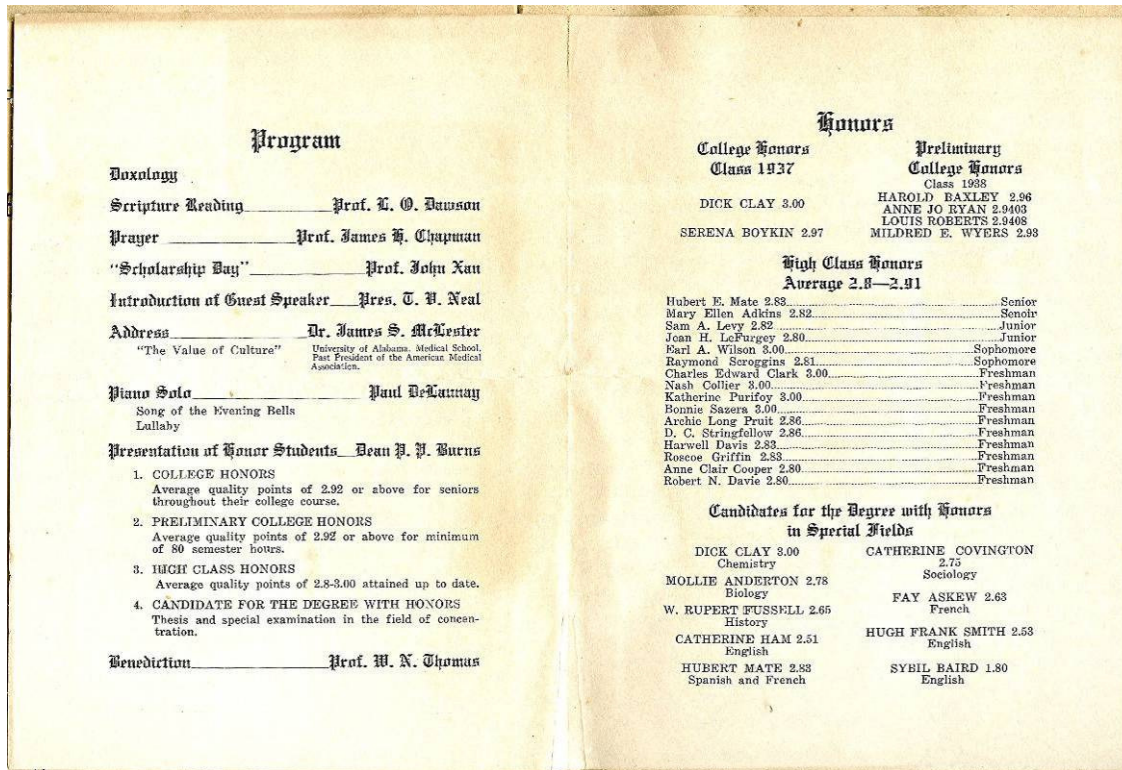 Program
Doxology
Scripture Reading Prof. L. O. Dawson
Prayer Prof. James H. Chapman
"Scholarship Day" Prof. John Xan
Introduction of Guest Speaker Pres. T. V. Neal
Address Dr. James S. McLester
"The Value of Culture" University of Alabama, Medical School,
Past President of the American Medical
Association.
Piano Solo Paul DeLaunay
Song of the Evening Bells
Lullaby
Presentation of Honor Students Dean P. P. Burns
1. COLLEGE HONORS
Average quality points of 2.92 or above for seniors
throughout their college course.
2. PRELIMINARY COLLEGE HONORS
Average quality points of 2.92 or above for minimum
of 80 semester hours.
3. HIGH CLASS HONORS
Average quality points of 2.8-3.00 attained up to date.
4. CANDIDATE FOR THE DEGREE WITH HONORS
Thesis and special examination in the field of concen-
tration.
Benediction Prof. W. N. Thomas
Honors
College Honors
Class 1937
DICK CLAY 3.00
SERENA BOYKIN 2.97
Preliminary
College Honors
Class 1938
HAROLD BAXLEY 2.96
ANNE JO RYAN 2.9403
LOUIS ROBERTS 2.9408
MILDRED E. WYERS 2.93
High Class Honors
Average 2.8—2.91
Hubert E. Mate 2.83 Senior
Mary Ellen Adkins 2.82 Senoir
Sam A. Levy 2.82 Junior
Jean H. LeFurgey 2.80 Junior
Earl A. Wilson 3.00 Sophomore
Raymond Scroggins 2.81 Sophomore
Charles Edward Clark 3.00 Freshman
Nash Collier 3.00 Freshman
Katherine Purifoy 3.00 Freshman
Bonnie Sazera 3.00 Freshman
Archie Long Pruit 2.86 Freshman
D. C. Stringfellow 2.86 Freshman
Harwell Davis 2.83 Freshman
Roscoe Griffin 2.83 Freshman
Anne Clair Cooper 2.80 Freshman
Robert N. Davie 2.80 Freshman
Candidates for the Degree with Honors
in Special Fields
DICK CLAY 3.00
Chemistry
MOLLIE ANDERTON 2.78
Biology
W. RUPERT FUSSELL 2.65
History
CATHERINE HAM 2.51
English
HUBERT MATE 2.83
Spanish and French
CATHERINE COVINGTON
2.75
Sociology
FAY ASKEW 2.63
French
HUGH FRANK SMITH 2.53
English
SYBIL BAIRD 1.80
English